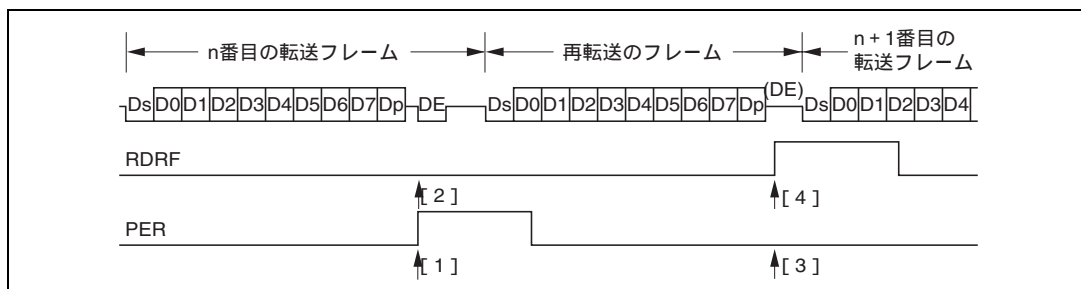 n番目の転送フレーム 再転送のフレーム n+1番目の
転送フレーム
Ds D0 D1 D2 D3 D4 D5 D6 D7 Dp DE Ds D0 D1 D2 D3 D4 D5 D6 D7 Dp (DE) Ds D0 D1 D2 D3 D4
RDRF
[ 2 ] [ 4 ]
PER
[ 1 ] [ 3 ]